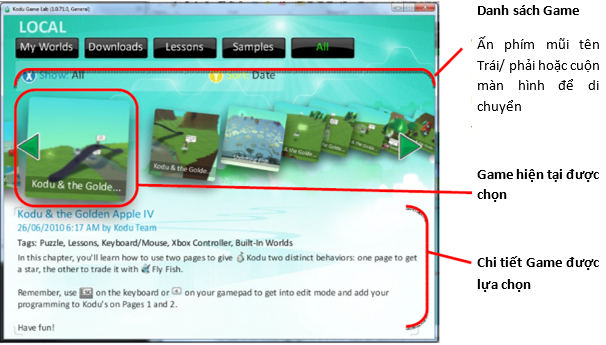 Kodu Game Lab (1.0.71.0, General)
LOCAL
My Worlds
Downloads
Lessons
Samples
All
X Show: All
Y Sort: Date
Kodu & the Golde...
Kodu & the Golde...
Kodu & the Golden Apple IV
26/06/2010 6:17 AM by Kodu Team
Tags: Puzzle, Lessons, Keyboard/Mouse, Xbox Controller, Built-In Worlds
In this chapter, you'll learn how to use two pages to give Kodu two distinct behaviors: one page to get
a star, the other to trade it with Fly Fish.
Remember, use on the keyboard or on your gamepad to get into edit mode and add your
programming to Kodu's on Pages 1 and 2.
Have fun!
Danh sách Game
Ấn phím mũi tên
Trái/ phải hoặc cuộn
màn hình để di
chuyển
Game hiện tại được
chọn
Chi tiết Game được
lựa chọn